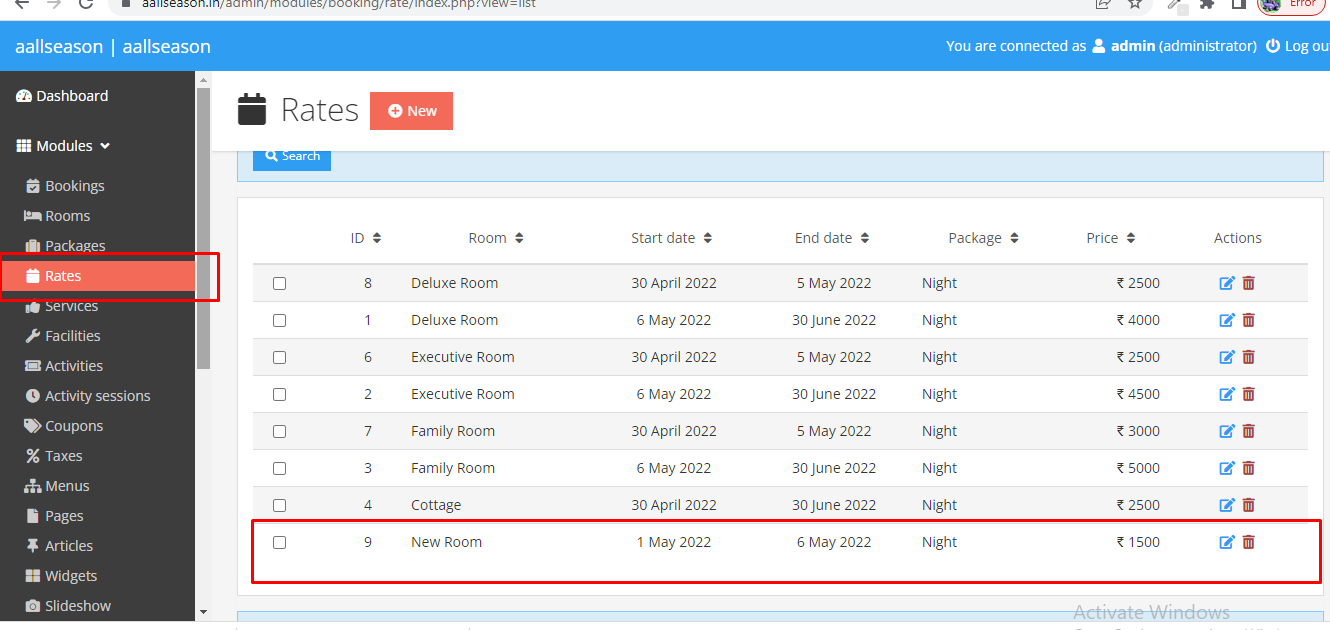 aallseason.in/admin/modules/booking/rate/index.php?view=list
Error
aallseason | aallseason
You are connected as admin (administrator) Log ou
Dashboard
Modules
Bookings
Rooms
Packages
Rates
Services
Facilities
Activities
Activity sessions
Coupons
Taxes
Menus
Pages
Articles
Widgets
Slideshow
Rates New
Search
ID Room Start date End date Package Price Actions
8 Deluxe Room 30 April 2022 5 May 2022 Night ₹ 2500
1 Deluxe Room 6 May 2022 30 June 2022 Night ₹ 4000
6 Executive Room 30 April 2022 5 May 2022 Night ₹ 2500
2 Executive Room 6 May 2022 30 June 2022 Night ₹ 4500
7 Family Room 30 April 2022 5 May 2022 Night ₹ 3000
3 Family Room 6 May 2022 30 June 2022 Night ₹ 5000
4 Cottage 30 April 2022 30 June 2022 Night ₹ 2500
9 New Room 1 May 2022 6 May 2022 Night ₹ 1500
Activate Windows